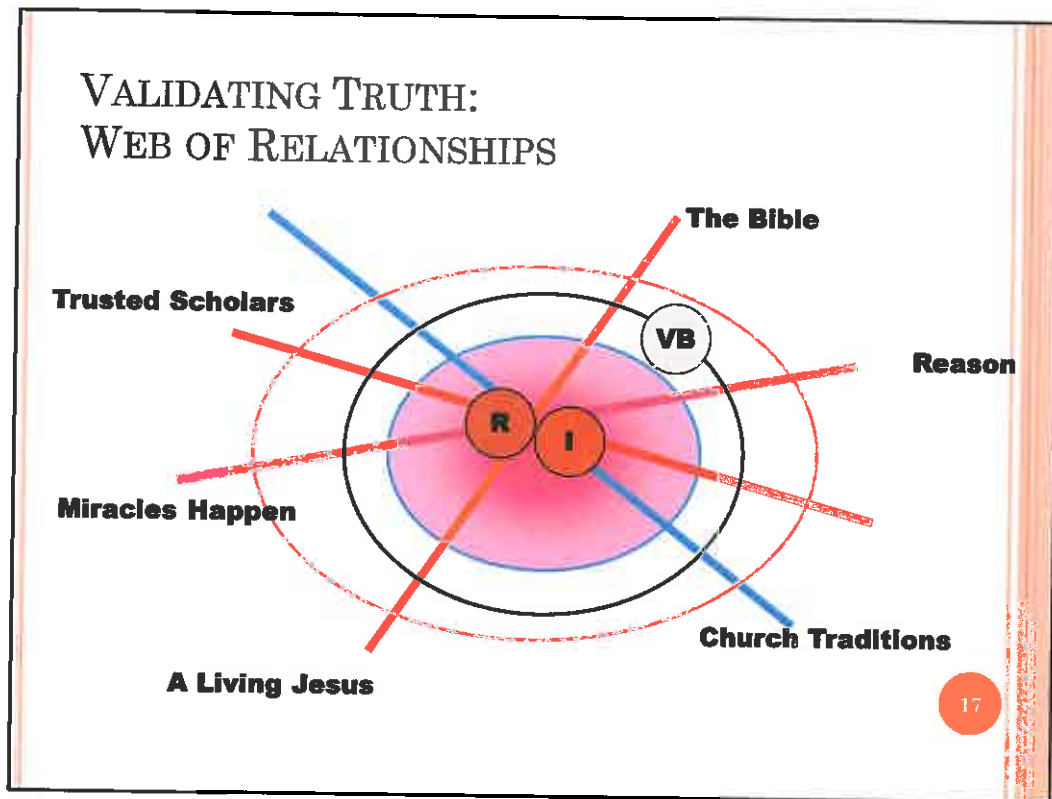 VALIDATING TRUTH:
WEB OF RELATIONSHIPS
The Bible
Trusted Scholars
VB
Reason
R
I
Miracles Happen
Church Traditions
A Living Jesus
17